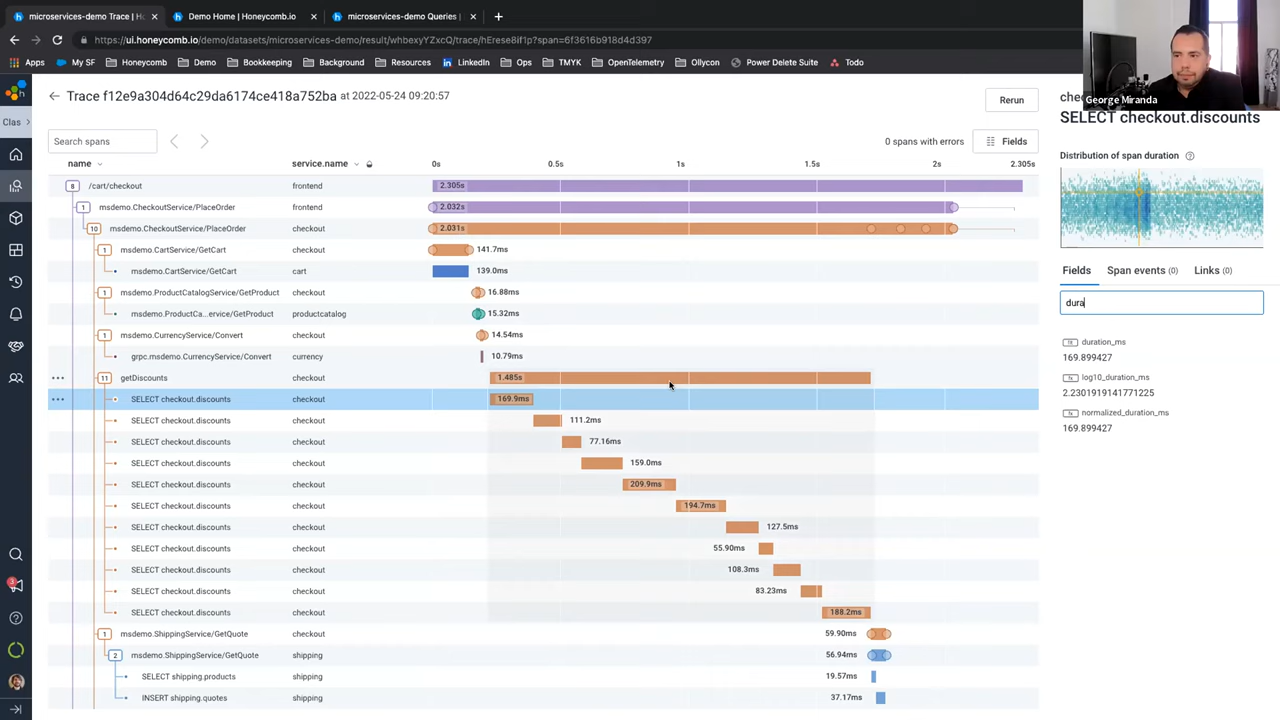 microservices-demo Trace | H
Demo Home | Honeycomb.io
microservices-demo Queries |
https://ui.honeycomb.io/demo/datasets/microservices-demo/result/whbexyYZxcQ/trace/hErese8if1p?span=6f3616b918d4d397
Apps
My SF
Honeycomb
Demo
Bookkeeping
Background
Resources
LinkedIn
Ops
TMYK
OpenTelemetry
Ollycon
Power Delete Suite
Todo
George Miranda
Clas
Trace f12e9a304d64c29da6174ce418a752ba at 2022-05-24 09:20:57
Rerun
Search spans
0 spans with errors
Fields
name service.name 0s 0.5s 1s 1.5s 2s 2.305s
8 /cart/checkout frontend 2.305s
1 msdemo.CheckoutService/PlaceOrder frontend 2.032s
10 msdemo.CheckoutService/PlaceOrder checkout 2.031s
1 msdemo.CartService/GetCart checkout 141.7ms
msdemo.CartService/GetCart cart 139.0ms
1 msdemo.ProductCatalogService/GetProduct checkout 16.88ms
msdemo.ProductCa...ervice/GetProduct productcatalog 15.32ms
1 msdemo.CurrencyService/Convert checkout 14.54ms
grpc.msdemo.CurrencyService/Convert currency 10.79ms
11 getDiscounts checkout 1.485s
SELECT checkout.discounts checkout 169.9ms
SELECT checkout.discounts checkout 111.2ms
SELECT checkout.discounts checkout 77.16ms
SELECT checkout.discounts checkout 159.0ms
SELECT checkout.discounts checkout 209.9ms
SELECT checkout.discounts checkout 194.7ms
SELECT checkout.discounts checkout 127.5ms
SELECT checkout.discounts checkout 55.90ms
SELECT checkout.discounts checkout 108.3ms
SELECT checkout.discounts checkout 83.23ms
SELECT checkout.discounts checkout 188.2ms
1 msdemo.ShippingService/GetQuote checkout 59.90ms
2 msdemo.ShippingService/GetQuote shipping 56.94ms
SELECT shipping.products shipping 19.57ms
INSERT shipping.quotes shipping 37.17ms
3
SELECT checkout.discounts
Distribution of span duration
Fields Span events (0) Links (0)
dura
duration_ms
169.899427
log10_duration_ms
2.2301919141771225
normalized_duration_ms
169.899427